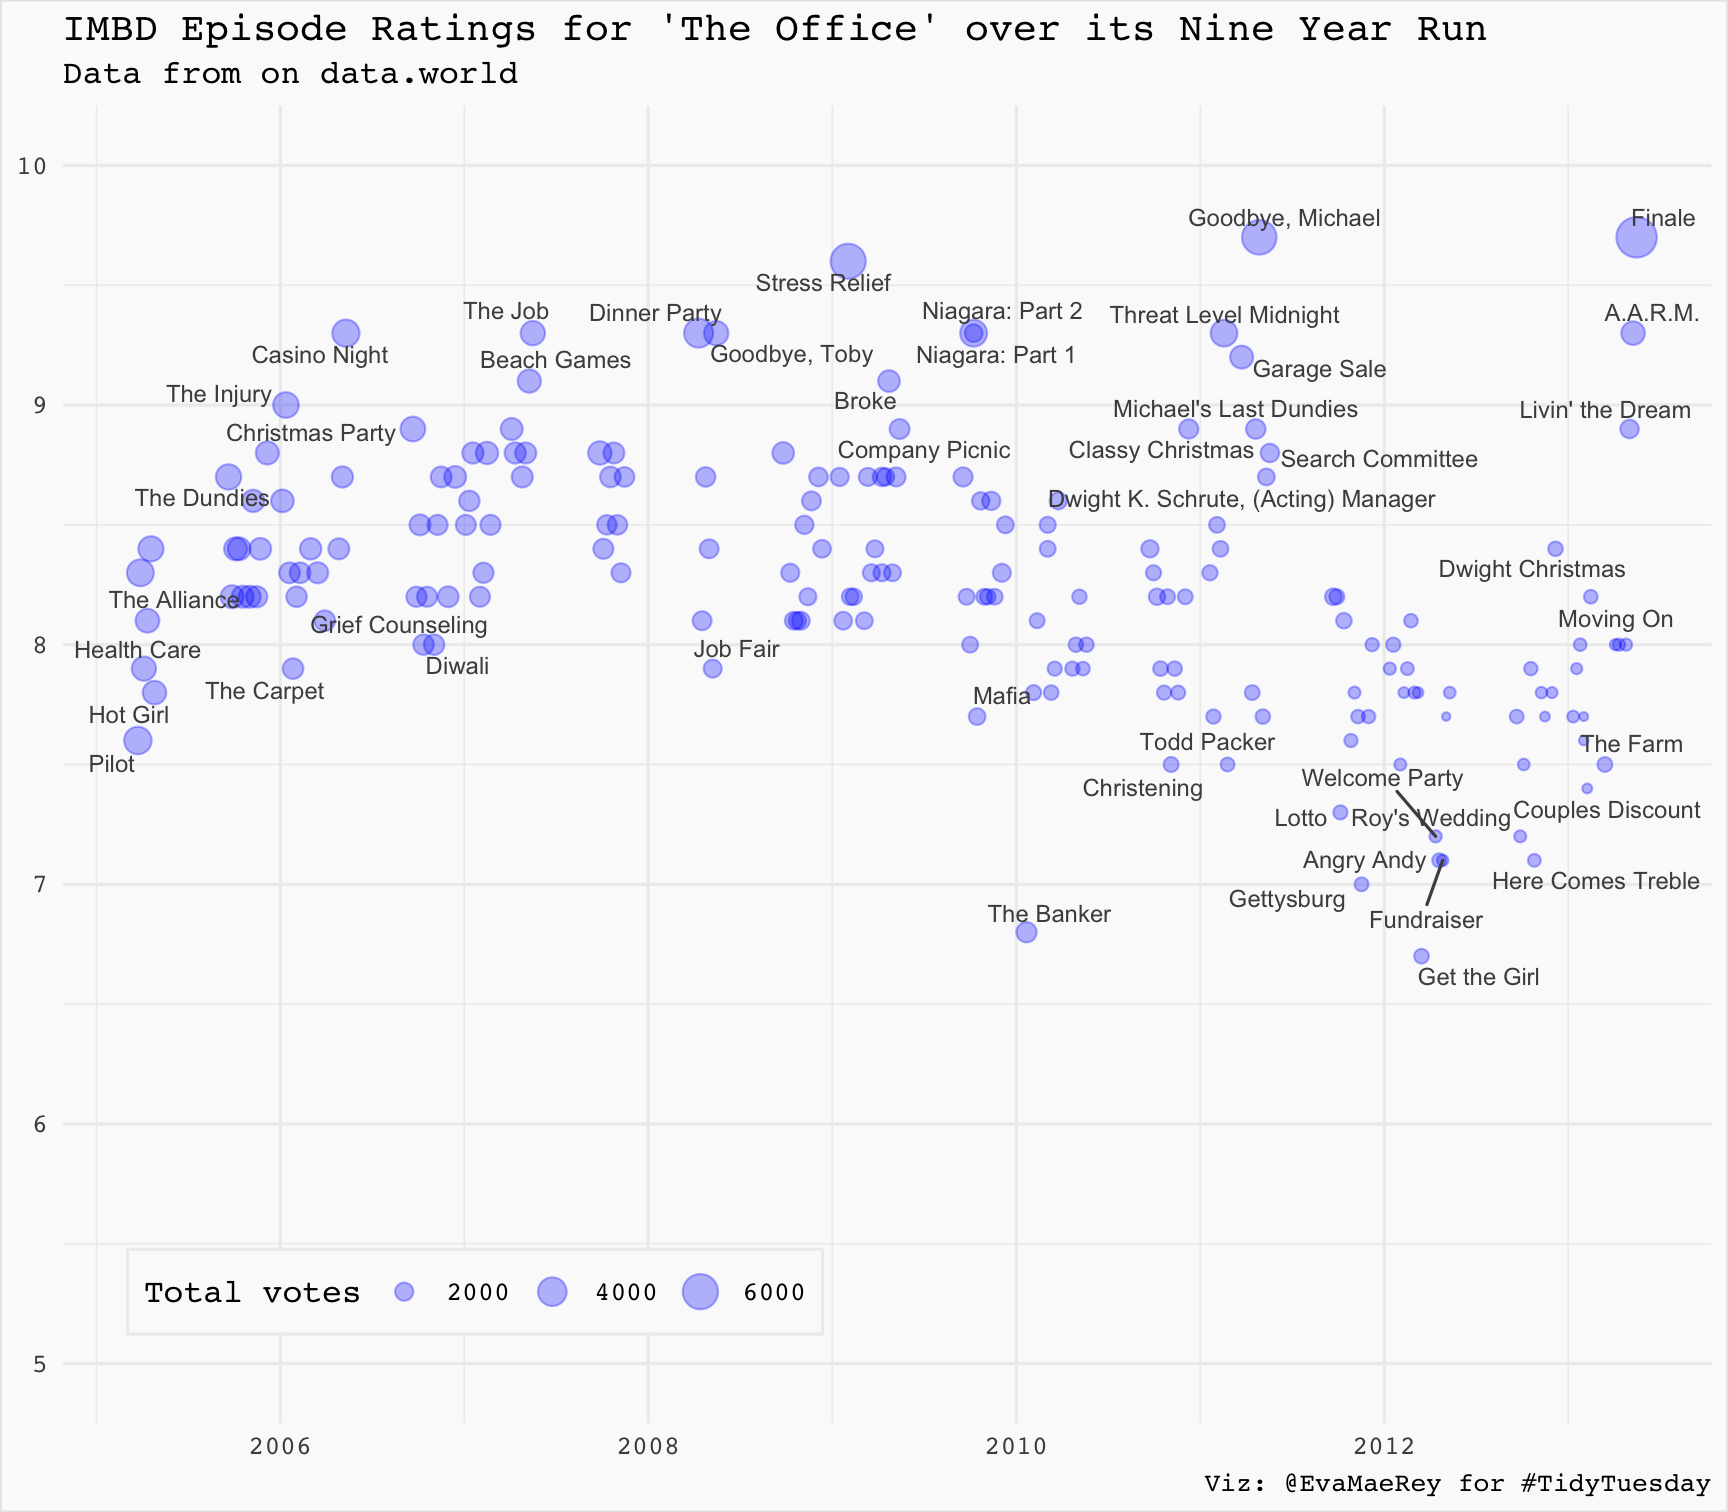 IMBD Episode Ratings for 'The Office' over its Nine Year Run
Data from on data.world
10
Goodbye, Michael
Finale
Stress Relief
The Job
Dinner Party
Niagara: Part 2
Threat Level Midnight
A.A.R.M.
Casino Night
Beach Games
Goodbye, Toby
Niagara: Part 1
Garage Sale
The Injury
9
Broke
Michael's Last Dundies
Livin' the Dream
Christmas Party
Company Picnic
Classy Christmas
Search Committee
The Dundies
Dwight K. Schrute, (Acting) Manager
Dwight Christmas
The Alliance
Grief Counseling
Moving On
8
Health Care
Job Fair
Diwali
The Carpet
Mafia
Hot Girl
Todd Packer
The Farm
Pilot
Welcome Party
Christening
Lotto
Roy's Wedding
Couples Discount
Angry Andy
7
Here Comes Treble
Gettysburg
The Banker
Fundraiser
Get the Girl
6
Total votes 2000 4000 6000
5
2006 2008 2010 2012
Viz: @EvaMaeRey for #TidyTuesday